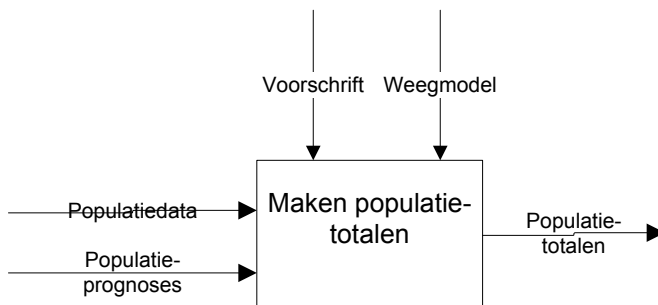 Voorschrift
Weegmodel
Maken populatie-
totalen
Populatiedata
Populatie-
prognoses
Populatie-
totalen